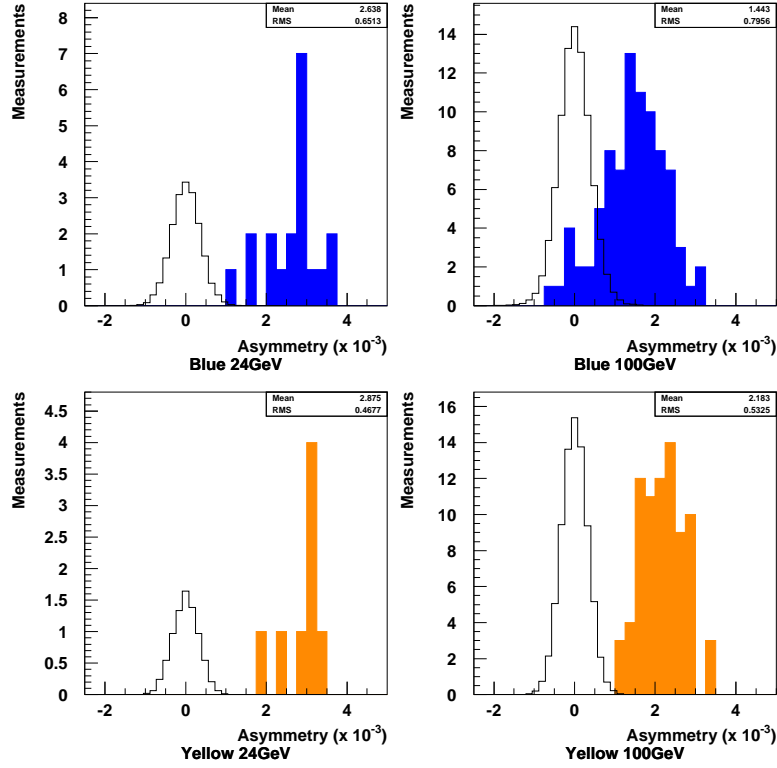 Mean 2.638
RMS 0.6513
Measurements
8
7
6
5
4
3
2
1
0
-2 0 2 4
Asymmetry (x 10-3)
Blue 24GeV
Mean 1.443
RMS 0.7956
Measurements
14
12
10
8
6
4
2
0
-2 0 2 4
Asymmetry (x 10-3)
Blue 100GeV
Mean 2.875
RMS 0.4677
Measurements
4.5
4
3.5
3
2.5
2
1.5
1
0.5
0
-2 0 2 4
Asymmetry (x 10-3)
Yellow 24GeV
Mean 2.183
RMS 0.5325
Measurements
16
14
12
10
8
6
4
2
0
-2 0 2 4
Asymmetry (x 10-3)
Yellow 100GeV